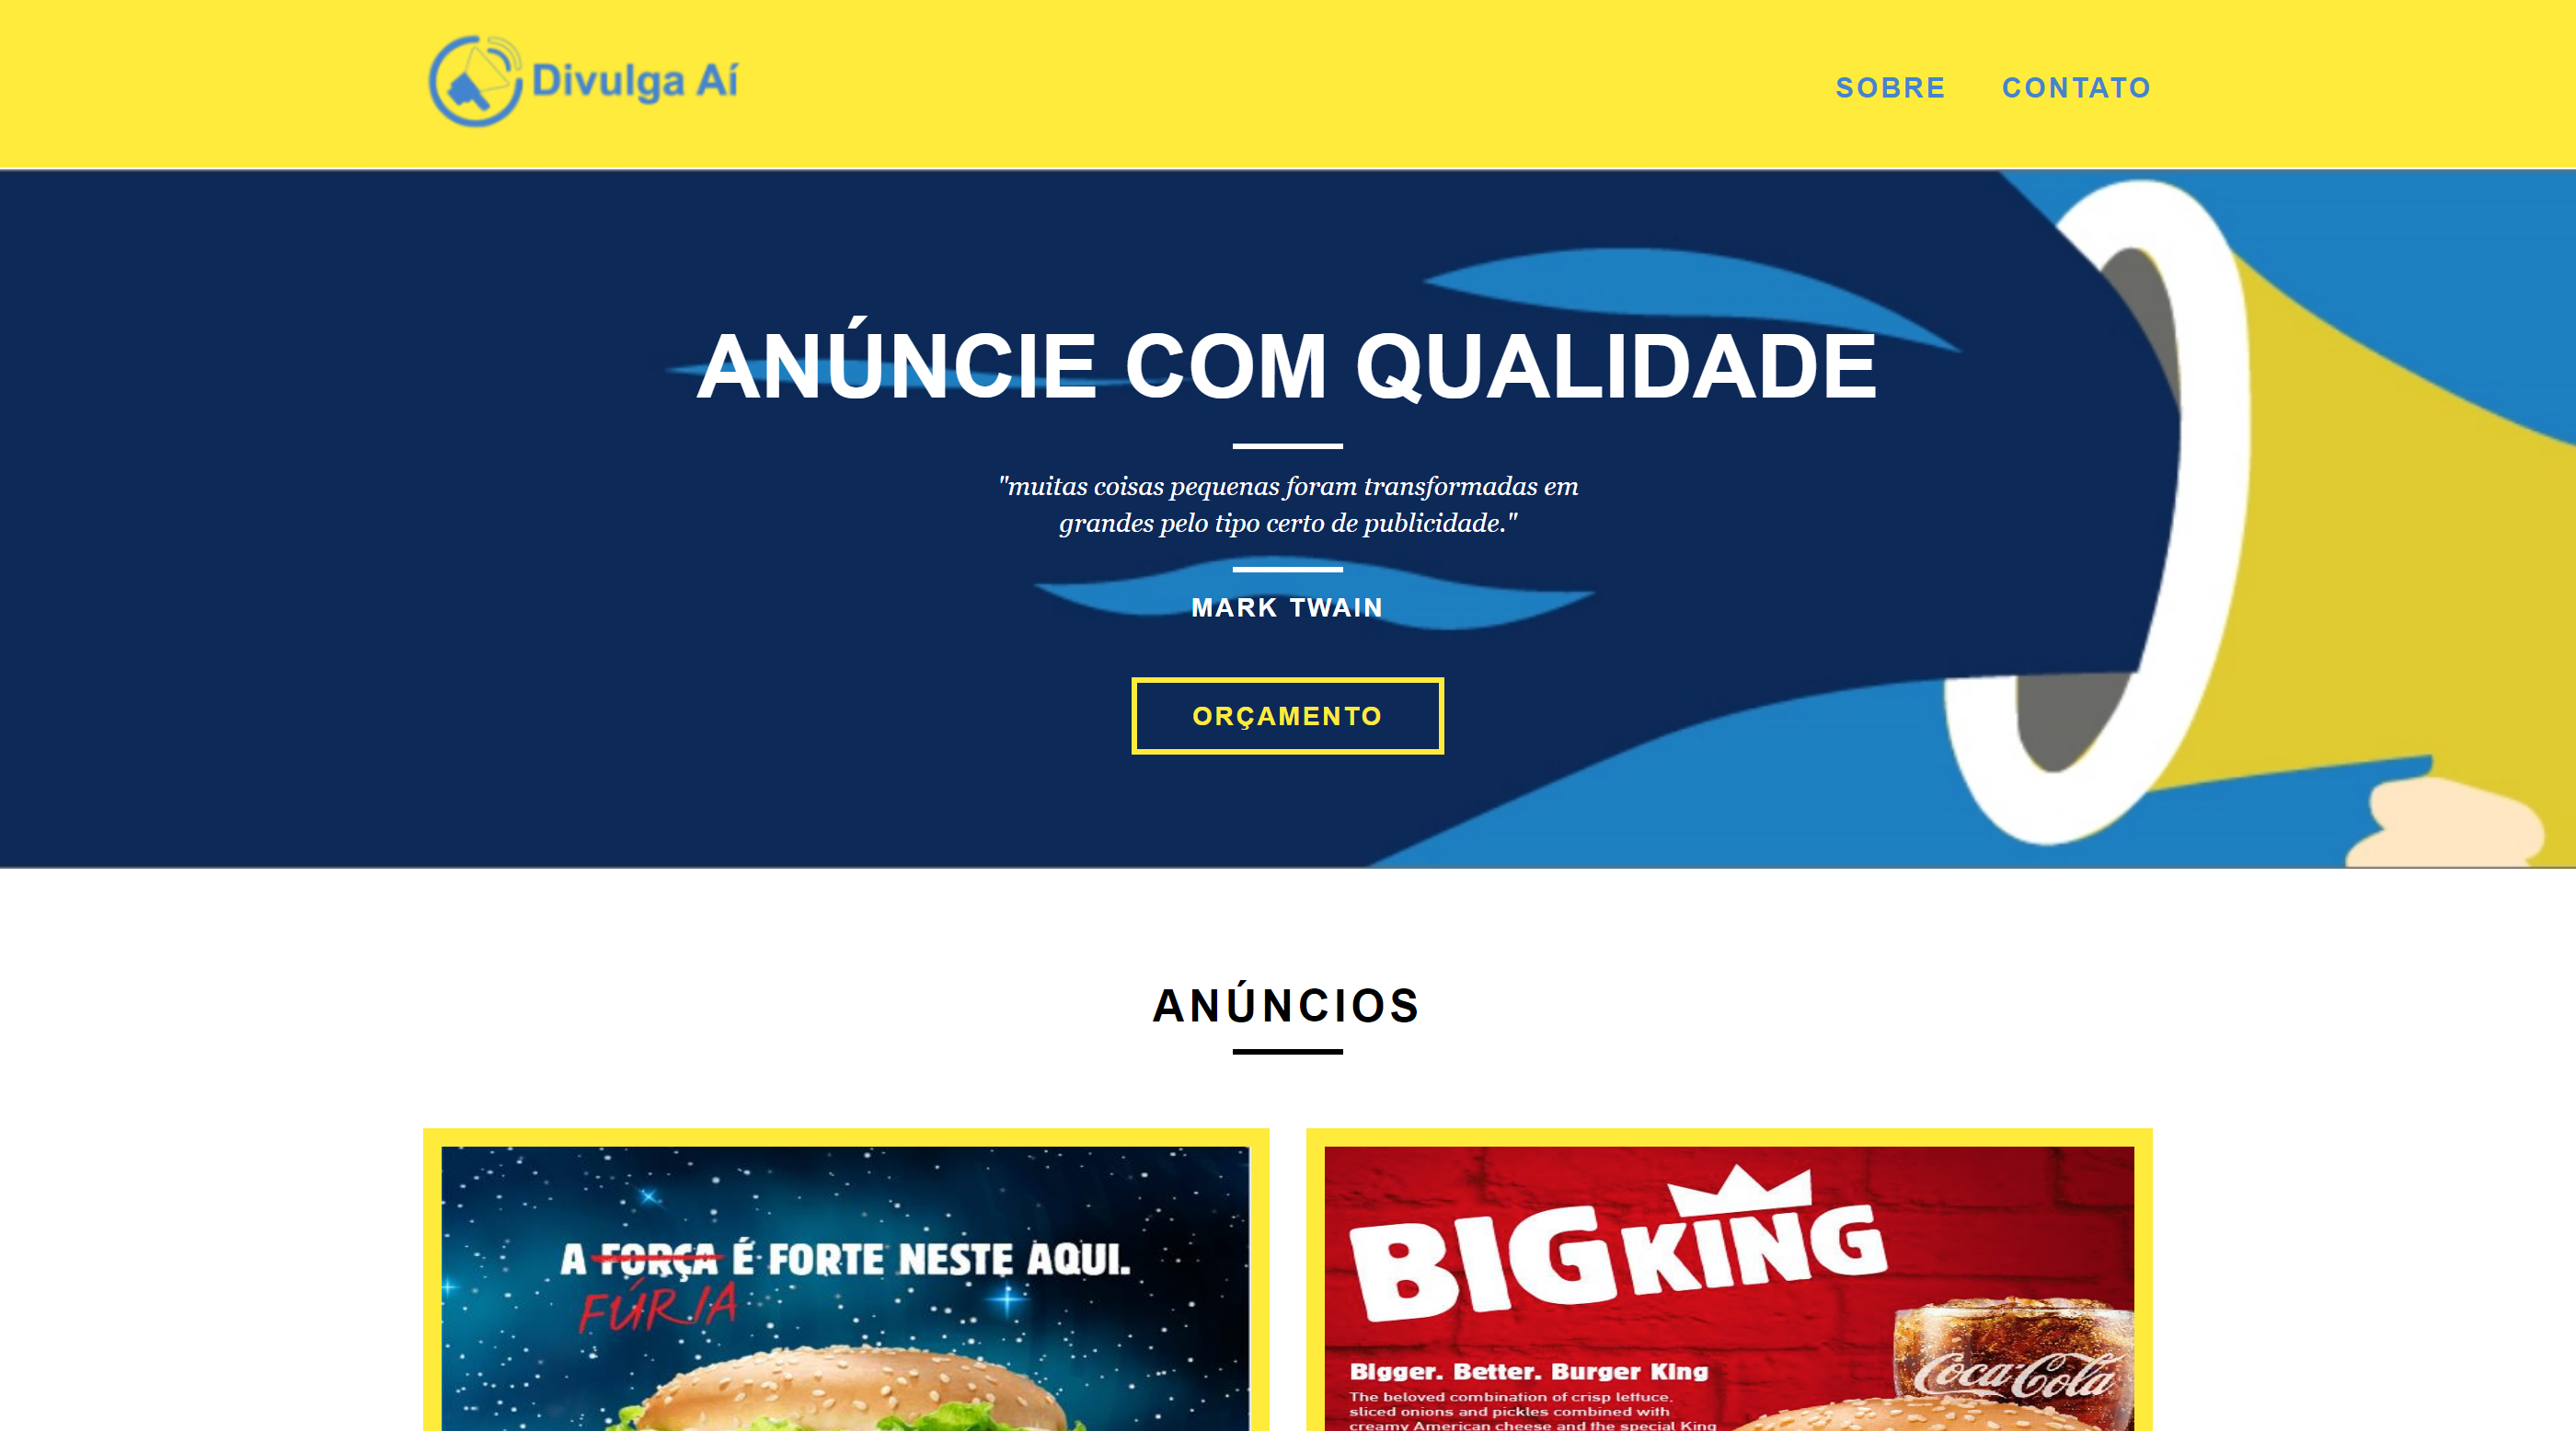 Divulga Aí
SOBRE CONTATO
ANÚNCIE COM QUALIDADE
"muitas coisas pequenas foram transformadas em
grandes pelo tipo certo de publicidade."
MARK TWAIN
ORÇAMENTO
ANÚNCIOS
A FORÇA É FORTE NESTE AQUI.
FÚRIA
BIG KING
Bigger. Better. Burger King
The beloved combination of crisp lettuce,
sliced onions and pickles combined with
creamy American cheese and the special King
Coca-Cola